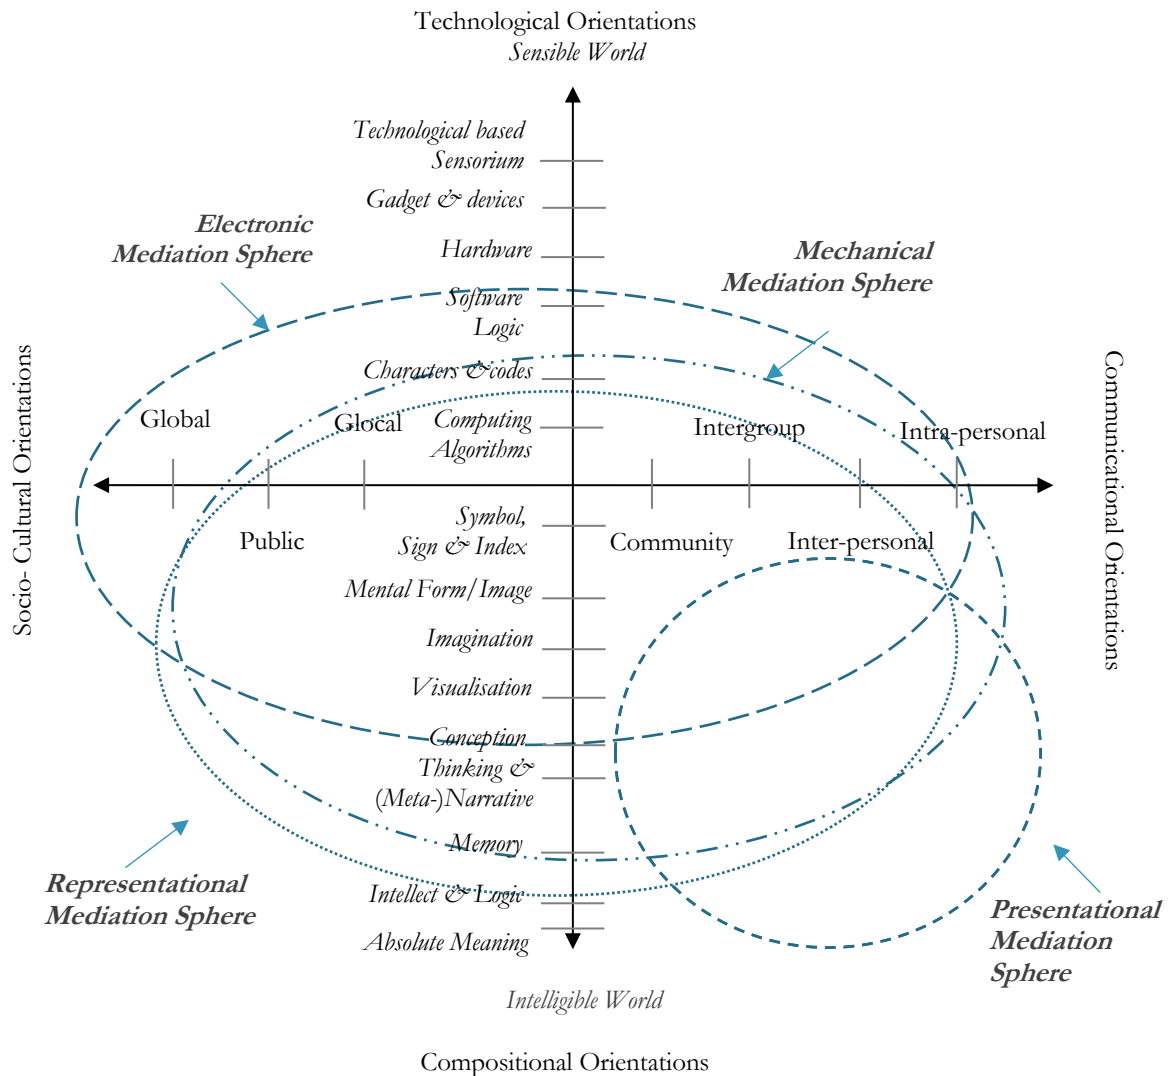 Technological Orientations
Sensible World
Technological based
Sensorium
Gadget & devices
Electronic
Mediation Sphere
Hardware
Mechanical
Mediation Sphere
Software
Logic
Characters &codes
Global
Glocal
Computing
Algorithms
Intergroup
Intra-personal
Socio- Cultural Orientations
Communicational Orientations
Public
Symbol,
Sign & Index
Community
Inter-personal
Mental Form/Image
Imagination
Visualisation
Conception
Thinking &
(Meta-)Narrative
Memory
Representational
Mediation Sphere
Intellect & Logic
Presentational
Mediation
Sphere
Absolute Meaning
Intelligible World
Compositional Orientations